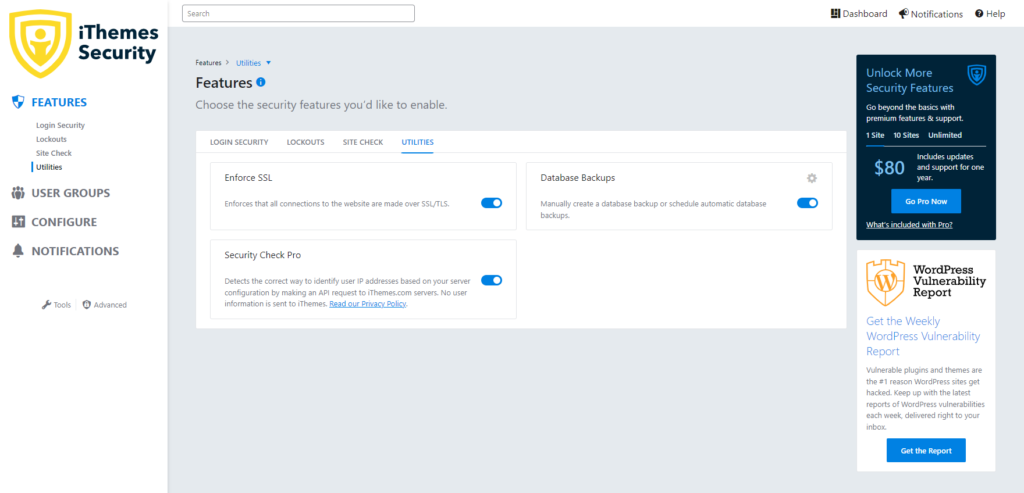 iThemes
Security
FEATURES
Login Security
Lockouts
Site Check
Utilities
USER GROUPS
CONFIGURE
NOTIFICATIONS
Tools
Advanced
Search
Dashboard
Notifications
Help
Features > Utilities
Features
Choose the security features you'd like to enable.
LOGIN SECURITY LOCKOUTS SITE CHECK UTILITIES
Enforce SSL
Enforces that all connections to the website are made over SSL/TLS.
Database Backups
Manually create a database backup or schedule automatic database
backups.
Security Check Pro
Detects the correct way to identify user IP addresses based on your server
configuration by making an API request to iThemes.com servers. No user
information is sent to iThemes. Read our Privacy Policy.
Unlock More
Security Features
Go beyond the basics with
premium features & support.
1 Site 10 Sites Unlimited
$80
Includes updates
and support for one
year.
Go Pro Now
What's included with Pro?
WordPress
Vulnerability
Report
Get the Weekly
WordPress Vulnerability
Report
Vulnerable plugins and themes are
the #1 reason WordPress sites get
hacked. Keep up with the latest
reports of WordPress vulnerabilities
each week, delivered right to your
inbox.
Get the Report